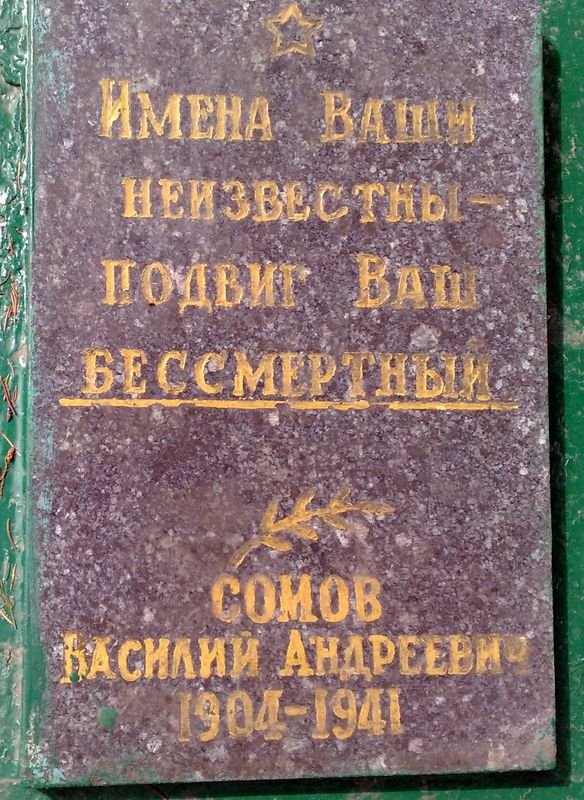 Имена Ваши
неизвестны —
подвиг Ваш
бессмертный
СОМОВ
Василий Андреевич
1904-1941